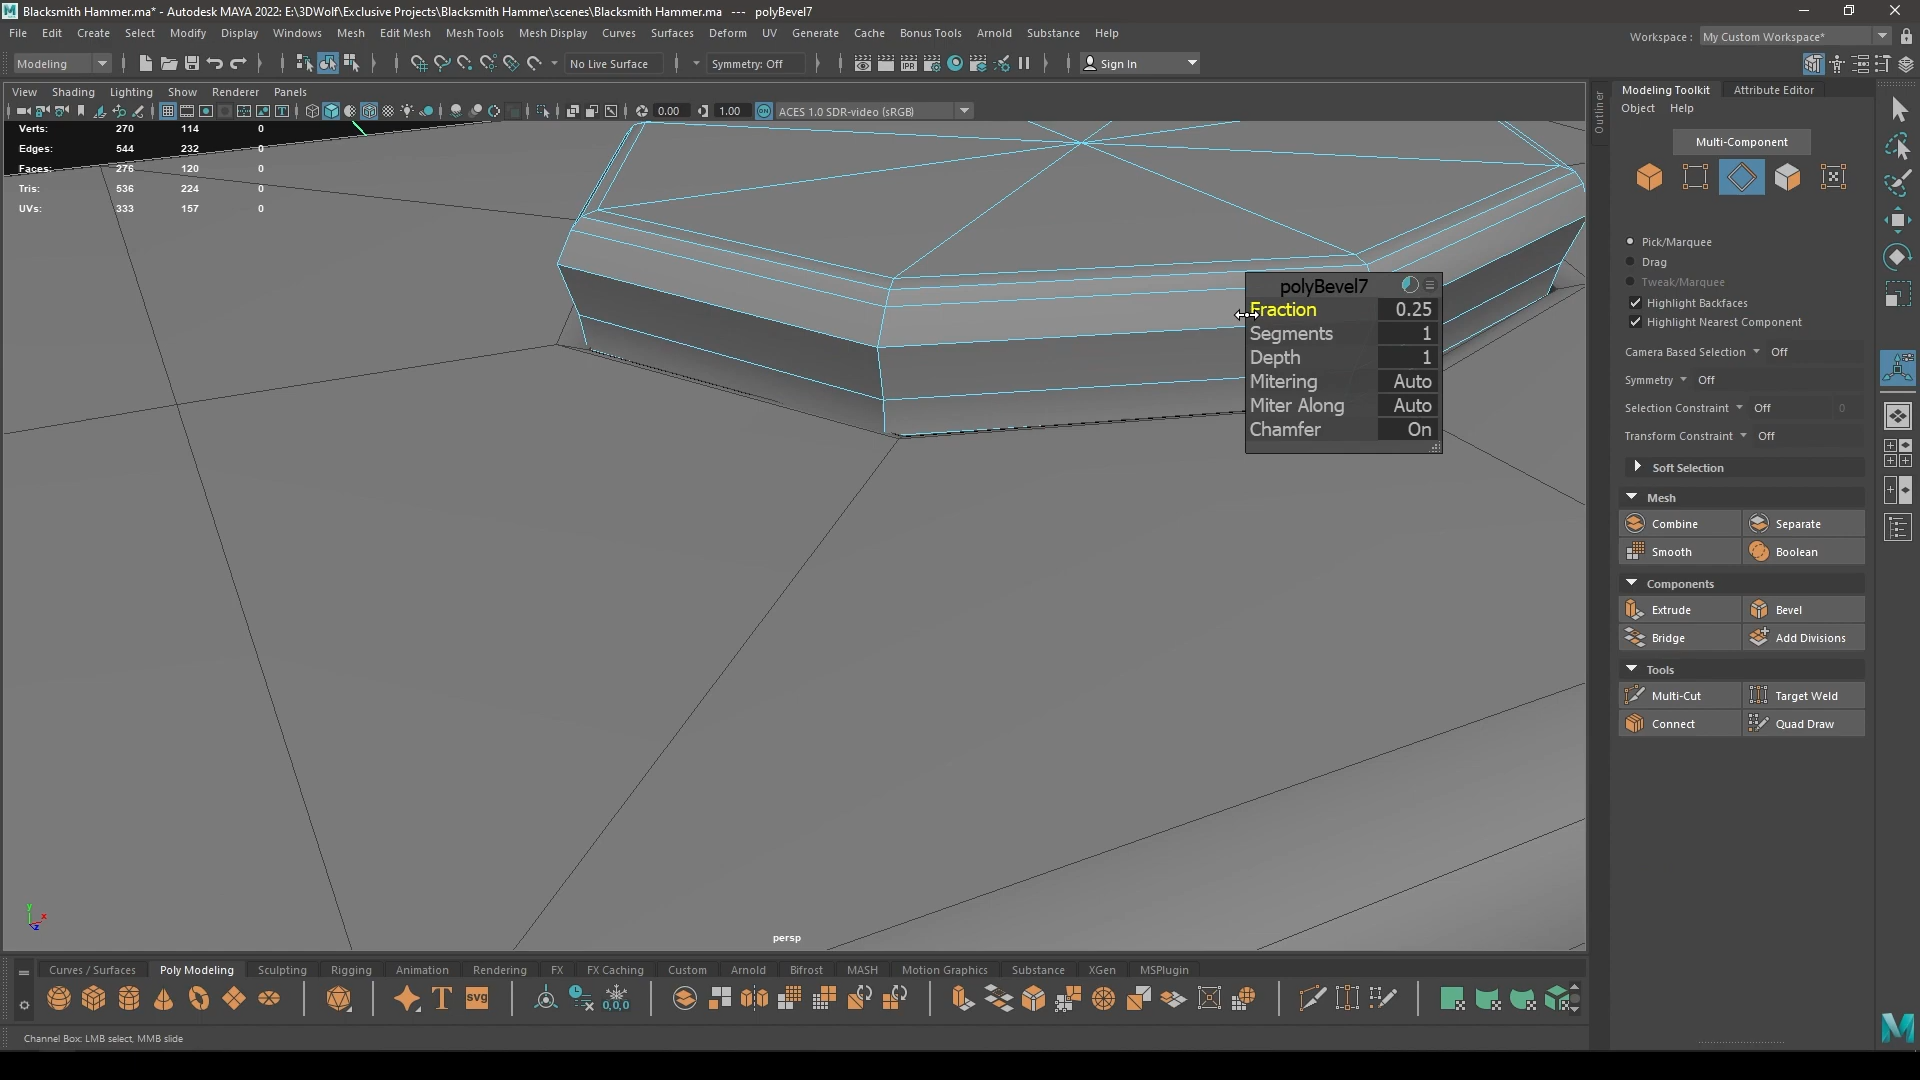 Blacksmith Hammer.ma* - Autodesk MAYA 2022: E:\3DWolf\Exclusive Projects\Blacksmith Hammer\scenes\Blacksmith Hammer.ma   ---   polyBevel7
File Edit Create Select Modify Display Windows Mesh Edit Mesh Mesh Tools Mesh Display Curves Surfaces Deform UV Generate Cache Bonus Tools Arnold Substance Help
Workspace : My Custom Workspace*
Modeling No Live Surface Symmetry: Off Sign In
View Shading Lighting Show Renderer Panels
0.00 1.00 ON ACES 1.0 SDR-video (sRGB)
Verts: 270 114 0
Edges: 544 232 0
Faces: 276 120 0
Tris: 536 224 0
UVs: 333 157 0
polyBevel7
Fraction 0.25
Segments 1
Depth 1
Mitering Auto
Miter Along Auto
Chamfer On
persp
y
x
z
Outliner
Modeling Toolkit Attribute Editor
Object Help
Multi-Component
Pick/Marquee
Drag
Tweak/Marquee
Highlight Backfaces
Highlight Nearest Component
Camera Based Selection Off
Symmetry Off
Selection Constraint Off 0
Transform Constraint Off
Soft Selection
Mesh
Combine Separate
Smooth Boolean
Components
Extrude Bevel
Bridge Add Divisions
Tools
Multi-Cut Target Weld
Connect Quad Draw
Curves / Surfaces Poly Modeling Sculpting Rigging Animation Rendering FX FX Caching Custom Arnold Bifrost MASH Motion Graphics Substance XGen MSPlugin
T svg 0,0,0
Channel Box: LMB select, MMB slide